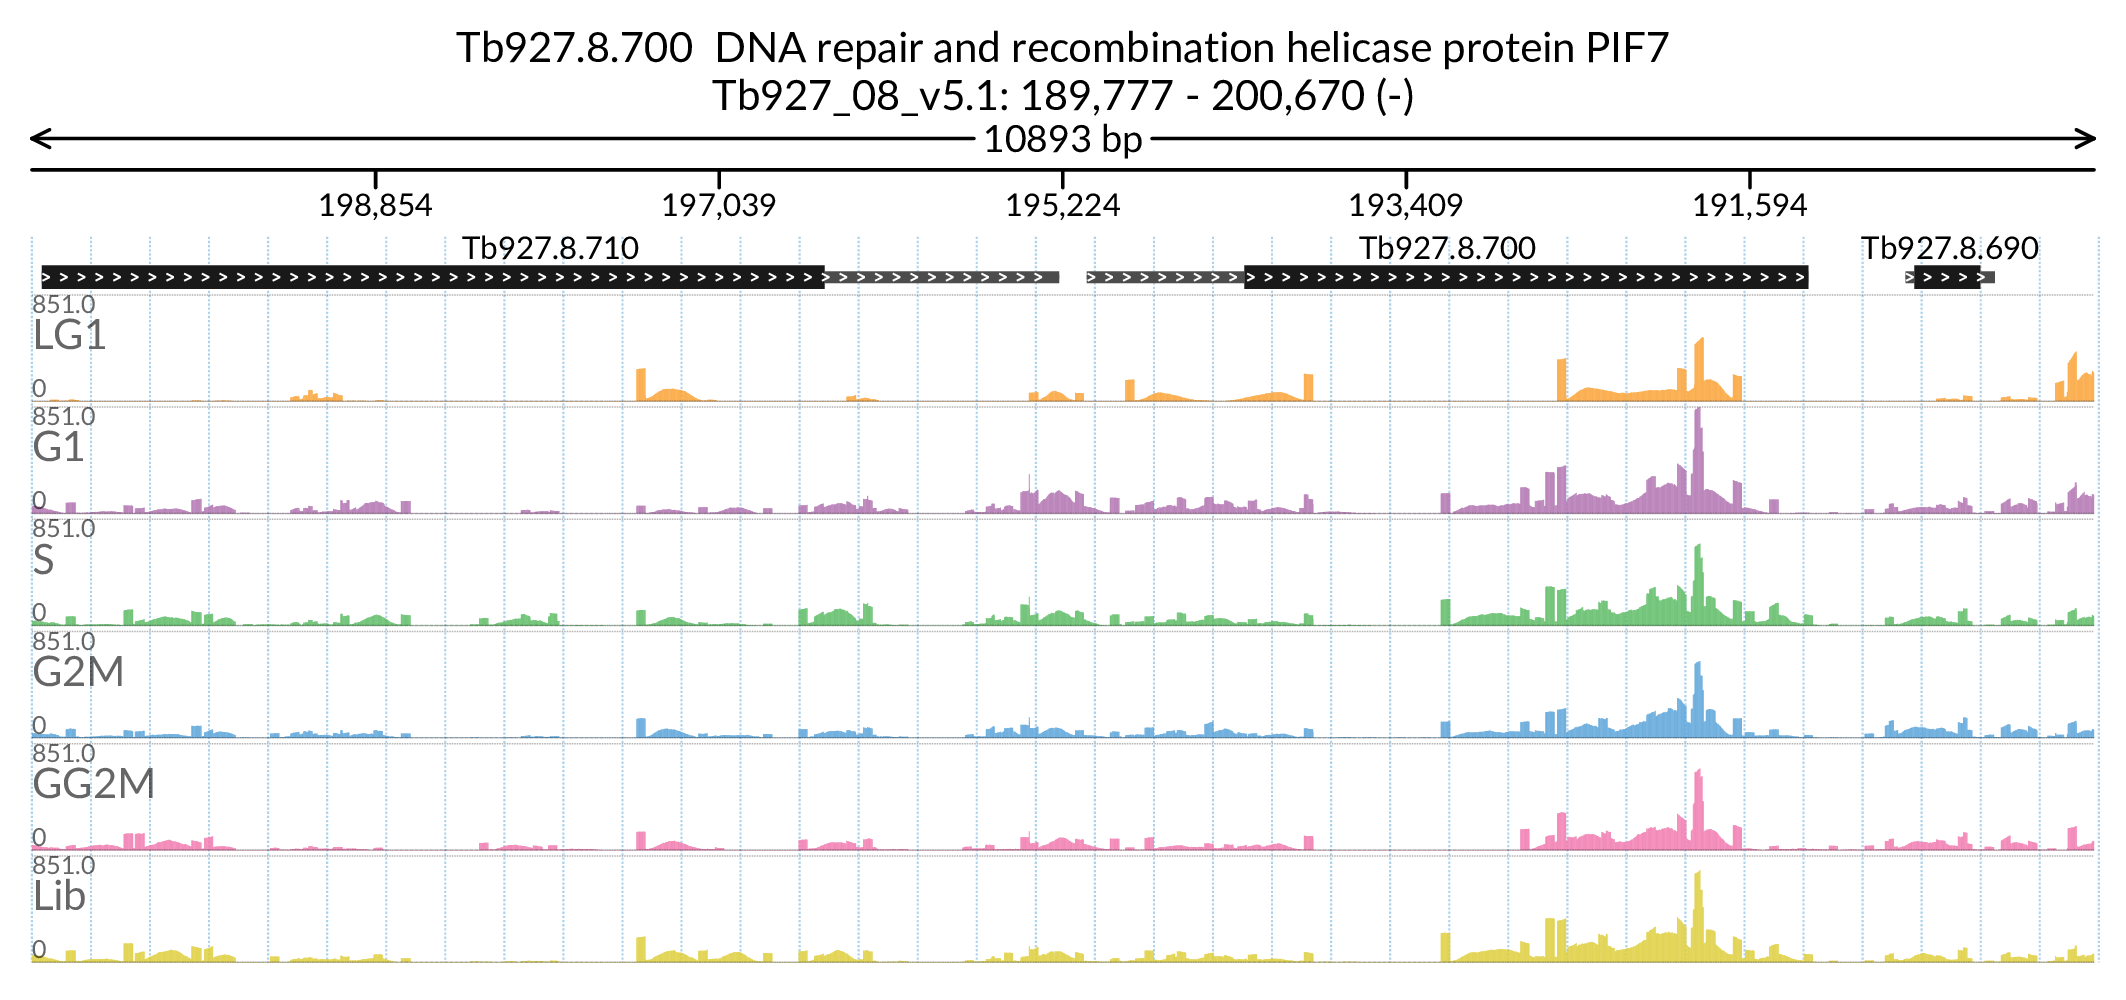 Tb927.8.700  DNA repair and recombination helicase protein PIF7
Tb927_08_v5.1: 189,777 - 200,670 (-)
10893 bp
198,854 197,039 195,224 193,409 191,594
Tb927.8.710 Tb927.8.700 Tb927.8.690
851.0
LG1
0
851.0
G1
0
851.0
S
0
851.0
G2M
0
851.0
GG2M
0
851.0
Lib
0